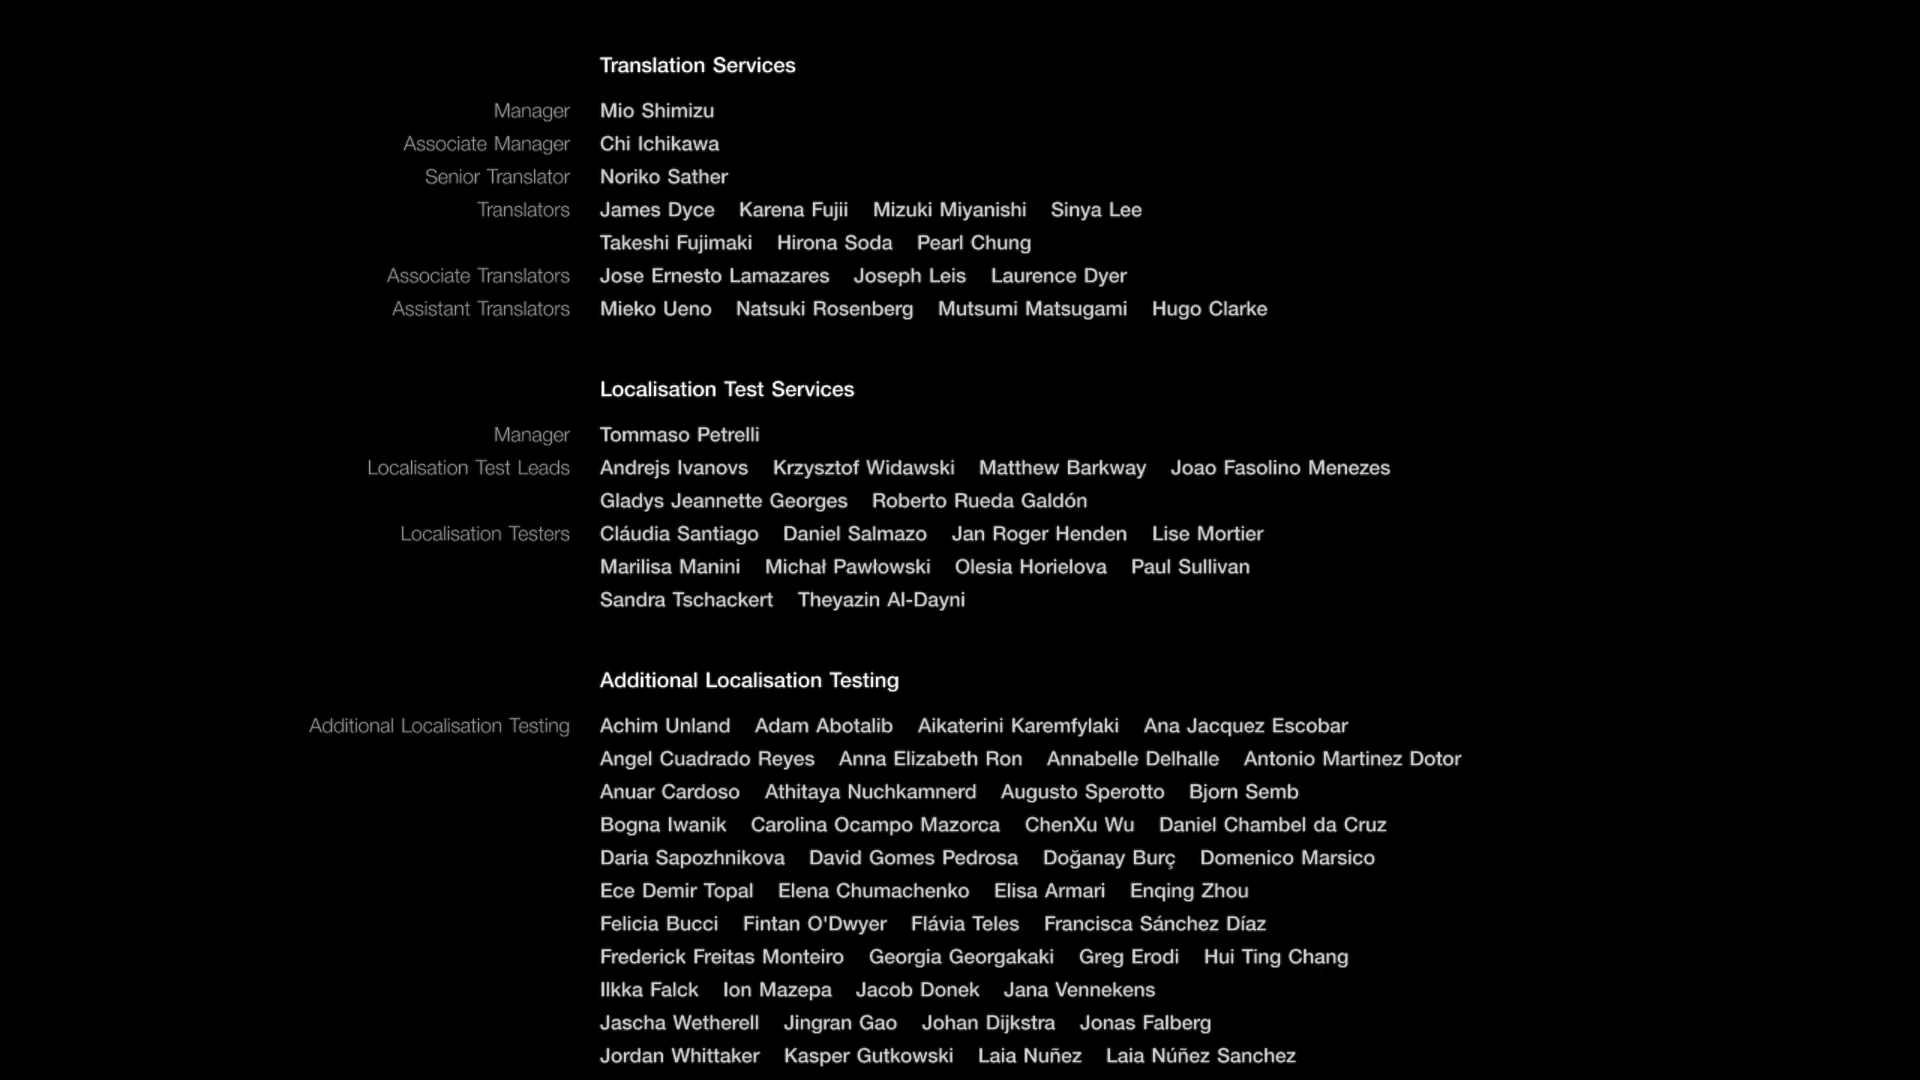 Translation Services
Manager Mio Shimizu
Associate Manager Chi Ichikawa
Senior Translator Noriko Sather
Translators James Dyce Karena Fujii Mizuki Miyanishi Sinya Lee
Takeshi Fujimaki Hirona Soda Pearl Chung
Associate Translators Jose Ernesto Lamazares Joseph Leis Laurence Dyer
Assistant Translators Mieko Ueno Natsuki Rosenberg Mutsumi Matsugami Hugo Clarke
Localisation Test Services
Manager Tommaso Petrelli
Localisation Test Leads Andrejs Ivanovs Krzysztof Widawski Matthew Barkway Joao Fasolino Menezes
Gladys Jeannette Georges Roberto Rueda Galdón
Localisation Testers Cláudia Santiago Daniel Salmazo Jan Roger Henden Lise Mortier
Marilisa Manini Michał Pawłowski Olesia Horielova Paul Sullivan
Sandra Tschackert Theyazin Al-Dayni
Additional Localisation Testing
Additional Localisation Testing Achim Unland Adam Abotalib Aikaterini Karemfylaki Ana Jacquez Escobar
Angel Cuadrado Reyes Anna Elizabeth Ron Annabelle Delhalle Antonio Martinez Dotor
Anuar Cardoso Athitaya Nuchkamnerd Augusto Sperotto Bjorn Semb
Bogna Iwanik Carolina Ocampo Mazorca ChenXu Wu Daniel Chambel da Cruz
Daria Sapozhnikova David Gomes Pedrosa Doğanay Burç Domenico Marsico
Ece Demir Topal Elena Chumachenko Elisa Armari Enqing Zhou
Felicia Bucci Fintan O'Dwyer Flávia Teles Francisca Sánchez Díaz
Frederick Freitas Monteiro Georgia Georgakaki Greg Erodi Hui Ting Chang
Ilkka Falck Ion Mazepa Jacob Donek Jana Vennekens
Jascha Wetherell Jingran Gao Johan Dijkstra Jonas Falberg
Jordan Whittaker Kasper Gutkowski Laia Nuñez Laia Núñez Sanchez